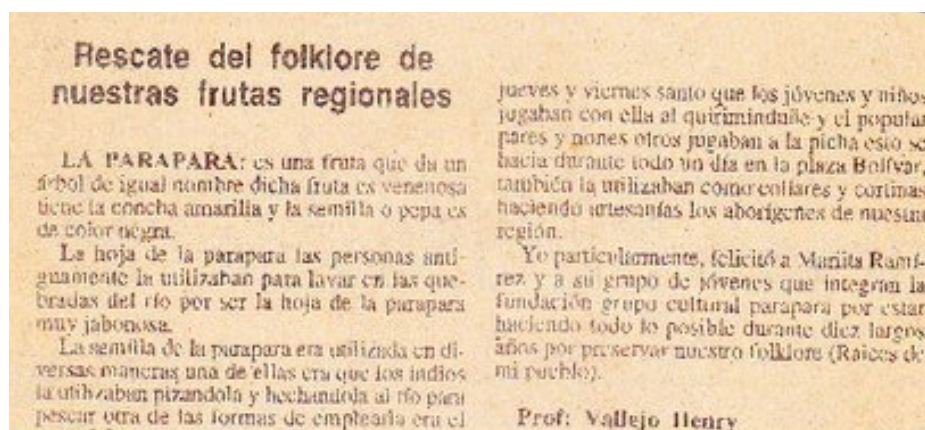 Rescate del folklore de
nuestras frutas regionales
LA PARAPARA: es una fruta que da un
árbol de igual nombre dicha fruta es venenosa
tiene la concha amarilla y la semilla o pepa es
de color negra.
La hoja de la parapara las personas anti-
guamente la utilizaban para lavar en las que-
bradas del río por ser la hoja de la parapara
muy jabonosa.
La semilla de la parapara era utilizada en di-
versas maneras una de ellas era que los indios
la utilizaban pizandola y hechandola al río para
pescar otra de las formas de emplearla era el
jueves y viernes santo que los jóvenes y niños
jugaban con ella al quiriminduñe y el popular
pares y nones otros jugaban a la picha esto se
hacía durante todo un día en la plaza Bolívar,
también la utilizaban como collares y cortinas
haciendo artesanías los aborígenes de nuestra
región.
Yo particularmente, felicitó a Mariita Ramí-
rez y a su grupo de jóvenes que integran la
fundación grupo cultural parapara por estar
haciendo todo lo posible durante diez largos
años por preservar nuestro folklore (Raices de
mi pueblo).
Prof: Vallejo Henry